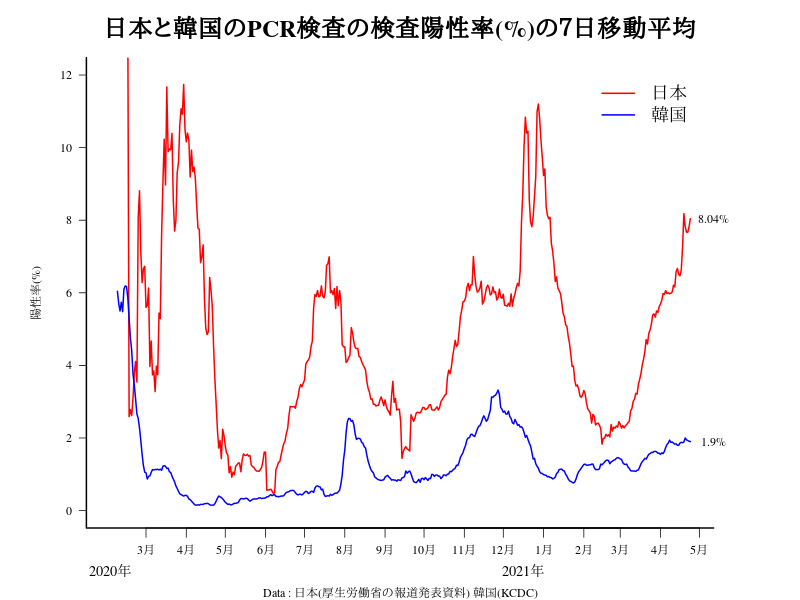 日本と韓国のPCR検査の検査陽性率(%)の7日移動平均
日本
韓国
陽性率(%)
12
10
8
6
4
2
0
8.04%
1.9%
3月 4月 5月 6月 7月 8月 9月 10月 11月 12月 1月 2月 3月 4月 5月
2020年 2021年
Data : 日本(厚生労働省の報道発表資料) 韓国(KCDC)